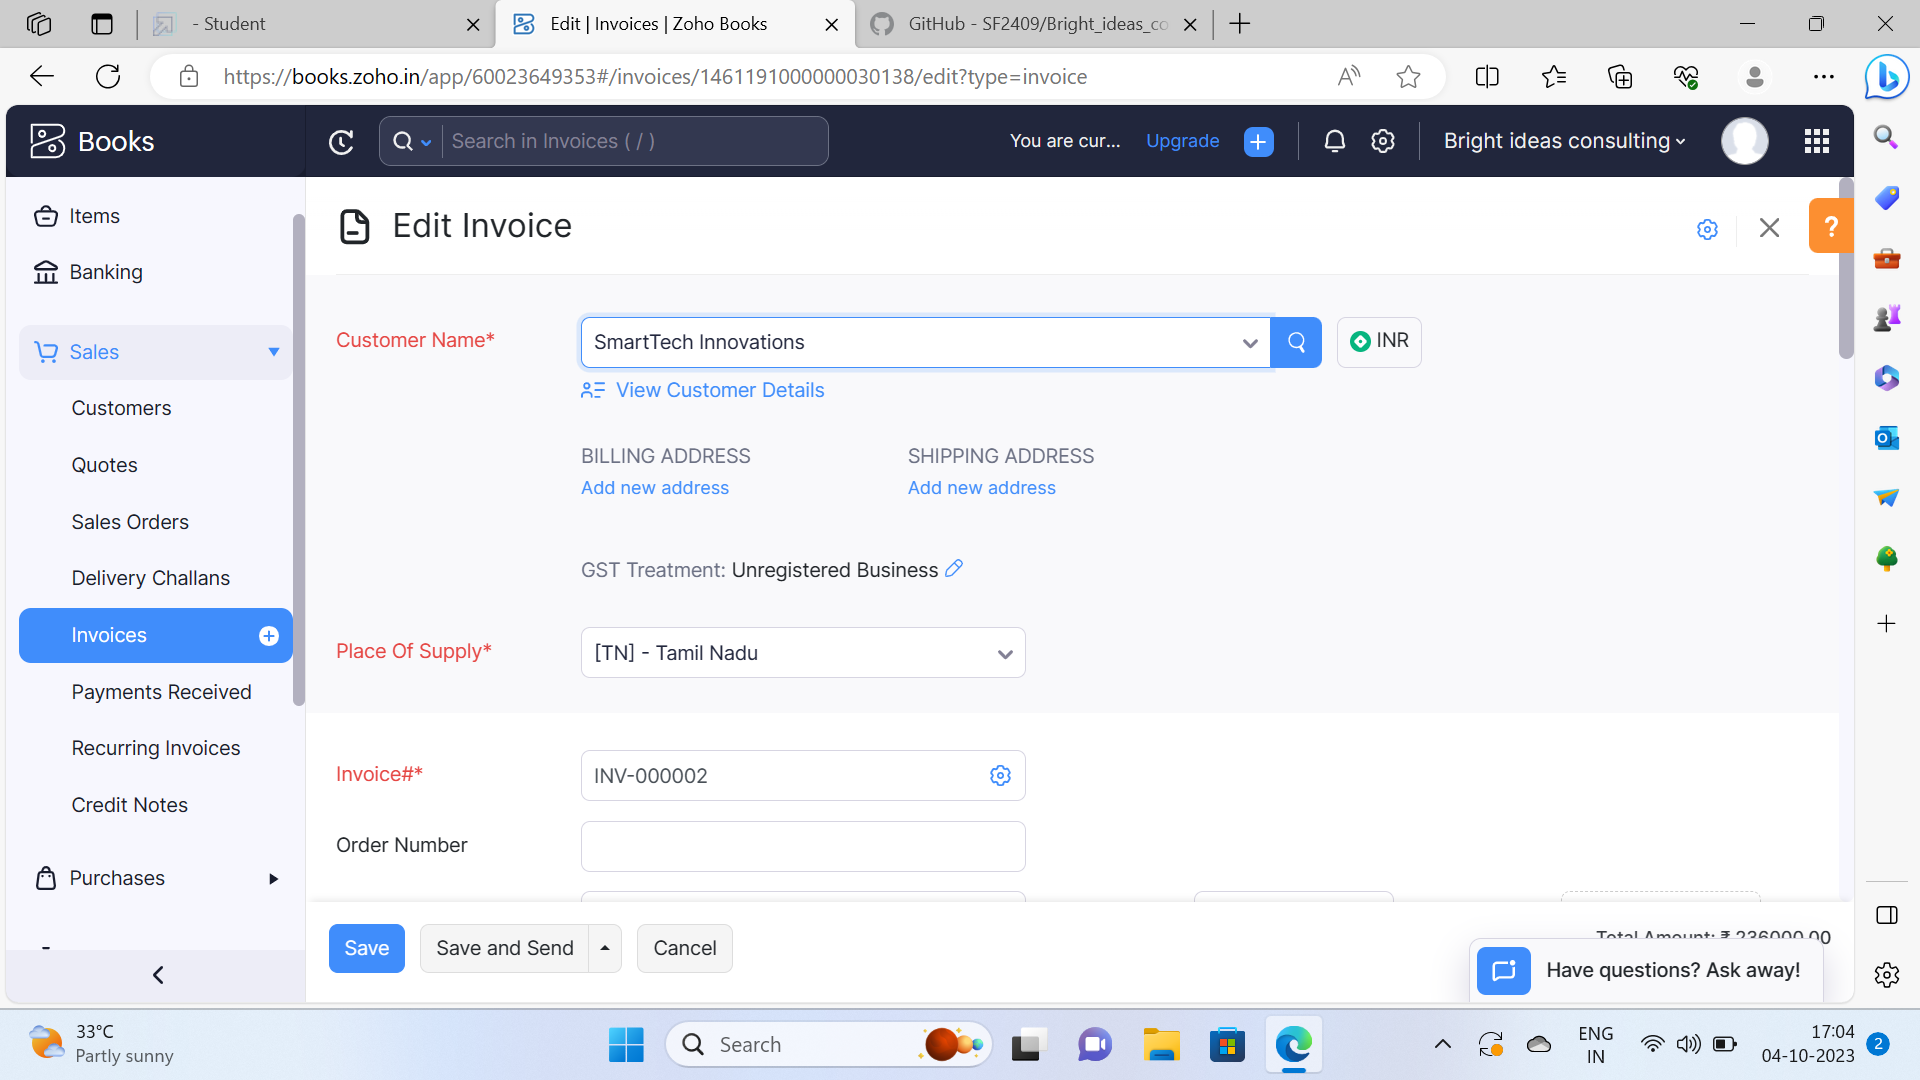 - Student
Edit | Invoices | Zoho Books
GitHub - SF2409/Bright_ideas_co
https://books.zoho.in/app/60023649353#/invoices/1461191000000030138/edit?type=invoice
Books
Search in Invoices ( / )
You are cur...
Upgrade
Bright ideas consulting
Items
Banking
Sales
Customers
Quotes
Sales Orders
Delivery Challans
Invoices
Payments Received
Recurring Invoices
Credit Notes
Purchases
Edit Invoice
?
Customer Name*
SmartTech Innovations
INR
View Customer Details
BILLING ADDRESS
Add new address
SHIPPING ADDRESS
Add new address
GST Treatment: Unregistered Business
Place Of Supply*
[TN] - Tamil Nadu
Invoice#*
INV-000002
Order Number
Save
Save and Send
Cancel
Total Amount: ₹ 236000.00
Have questions? Ask away!
33°C
Partly sunny
Search
ENG
IN
17:04
04-10-2023
2